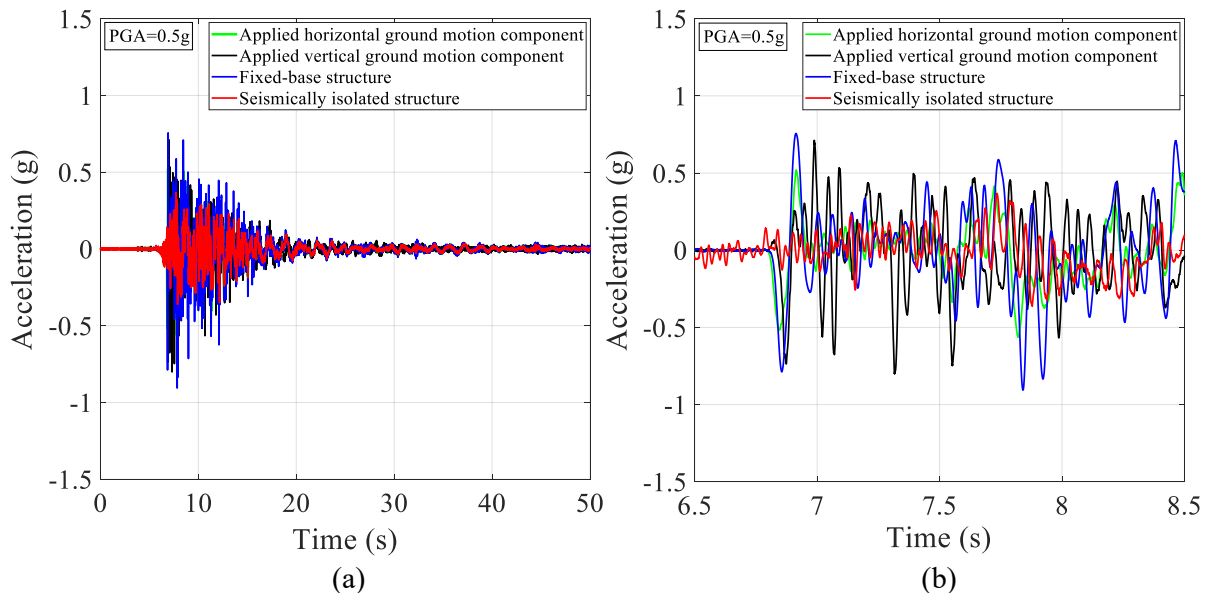 1.5
PGA=0.5g
Applied horizontal ground motion component
Applied vertical ground motion component
Fixed-base structure
Seismically isolated structure
1
0.5
0
-0.5
-1
-1.5
Acceleration (g)
0
10
20
30
40
50
Time (s)
(a)
1.5
PGA=0.5g
Applied horizontal ground motion component
Applied vertical ground motion component
Fixed-base structure
Seismically isolated structure
1
0.5
0
-0.5
-1
-1.5
Acceleration (g)
6.5
7
7.5
8
8.5
Time (s)
(b)